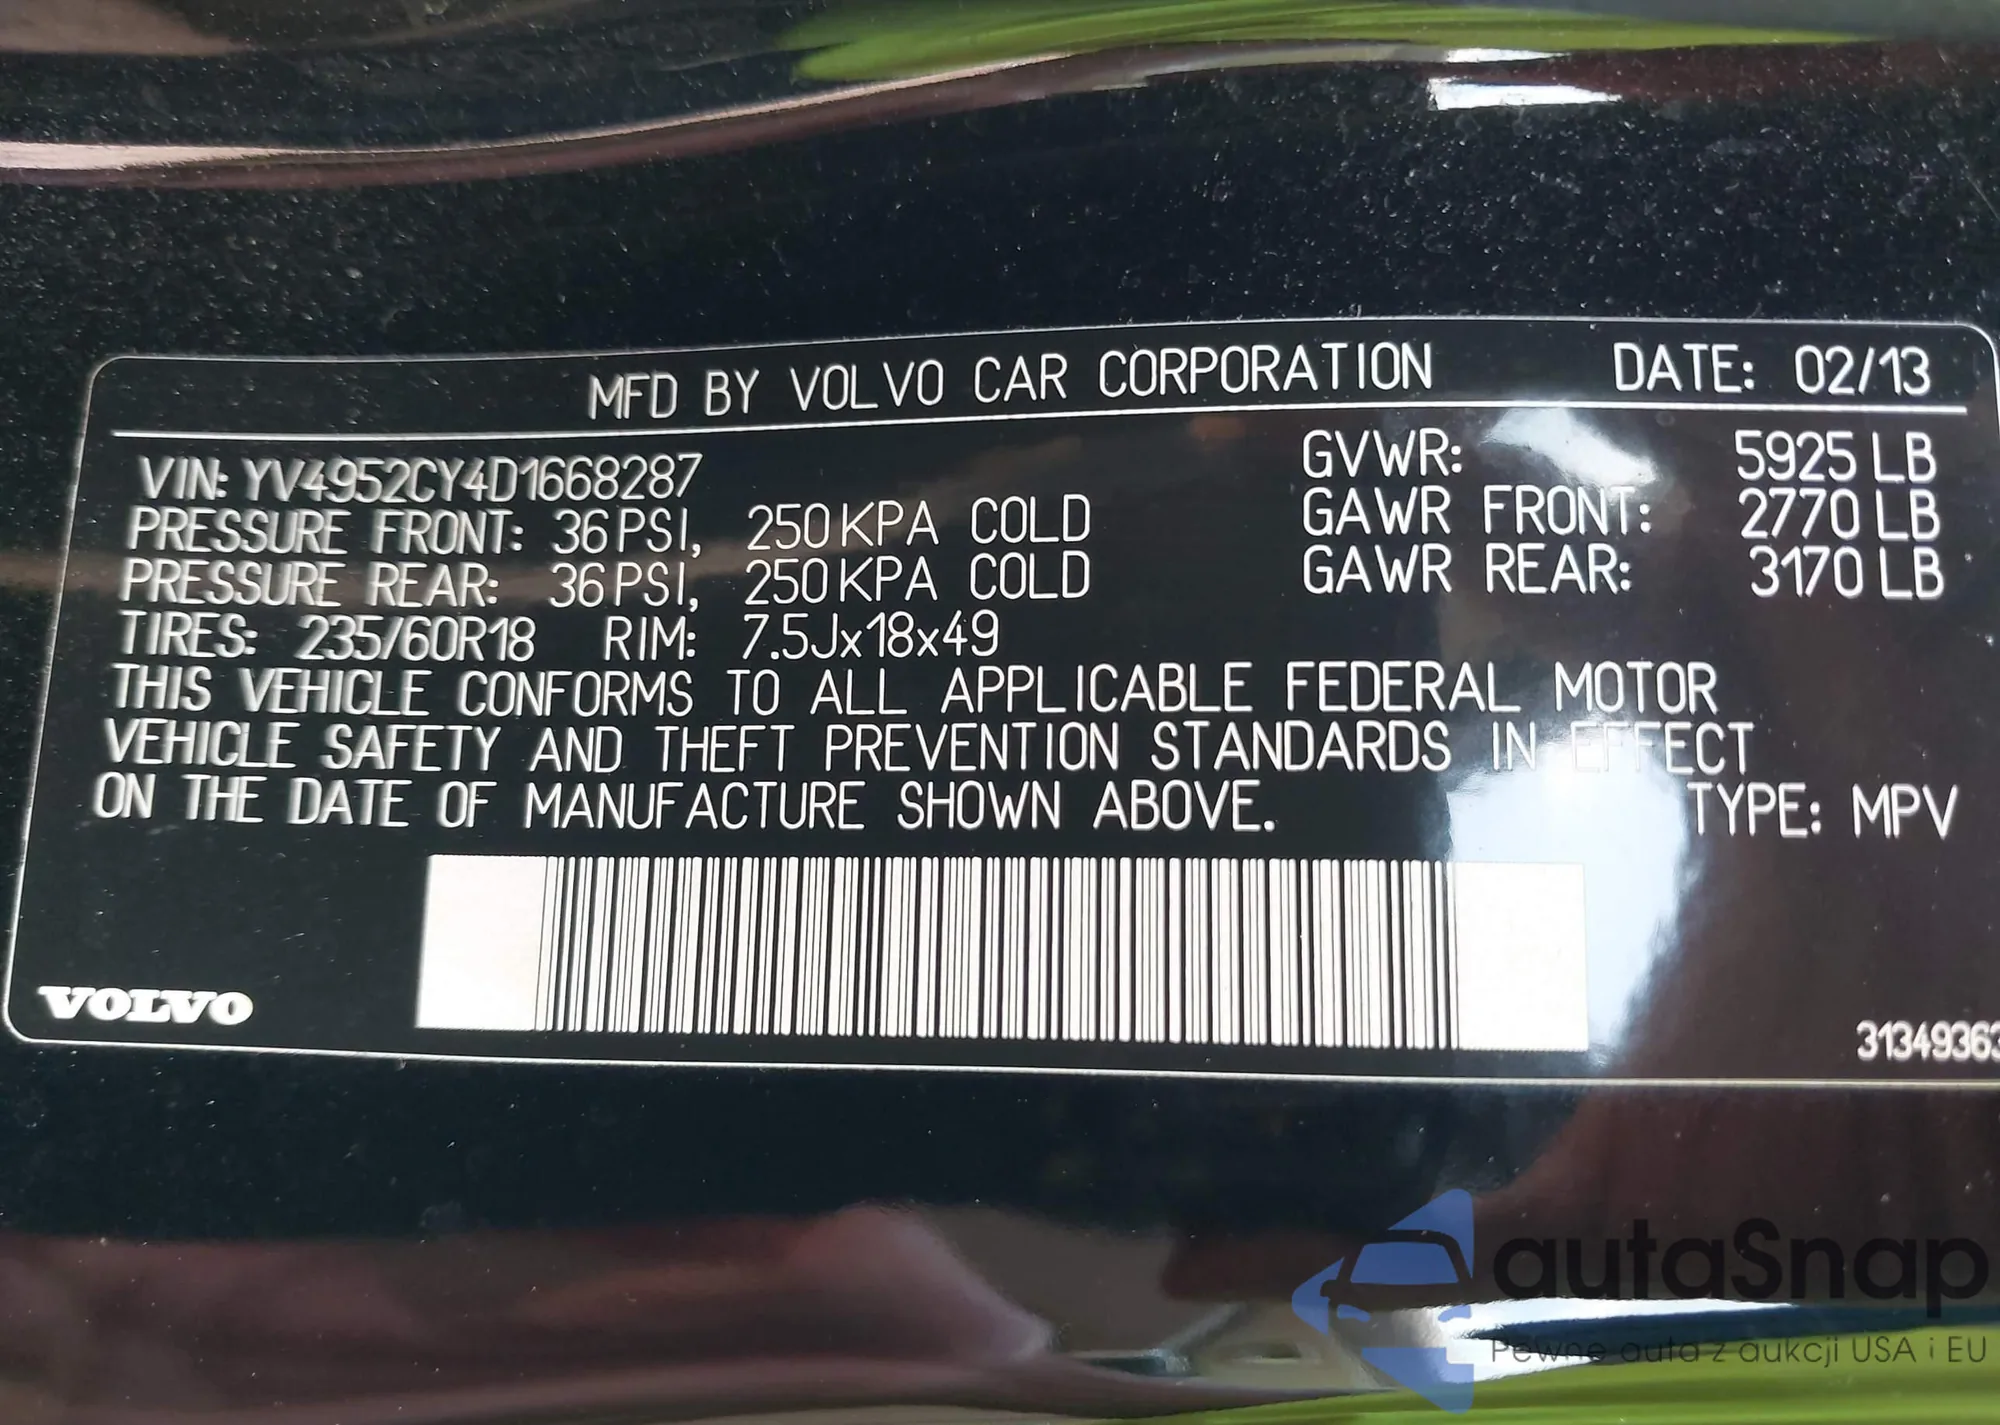 MFD BY VOLVO CAR CORPORATION DATE: 02/13
VIN: YV4952CY4D1668287 GVWR: 5925 LB
PRESSURE FRONT: 36 PSI, 250 KPA COLD GAWR FRONT: 2770 LB
PRESSURE REAR: 36 PSI, 250 KPA COLD GAWR REAR: 3170 LB
TIRES: 235/60R18 RIM: 7.5Jx18x49
THIS VEHICLE CONFORMS TO ALL APPLICABLE FEDERAL MOTOR
VEHICLE SAFETY AND THEFT PREVENTION STANDARDS IN EFFECT
ON THE DATE OF MANUFACTURE SHOWN ABOVE. TYPE: MPV
VOLVO
31349363
autaSnap
Pewne auta z aukcji USA i EU